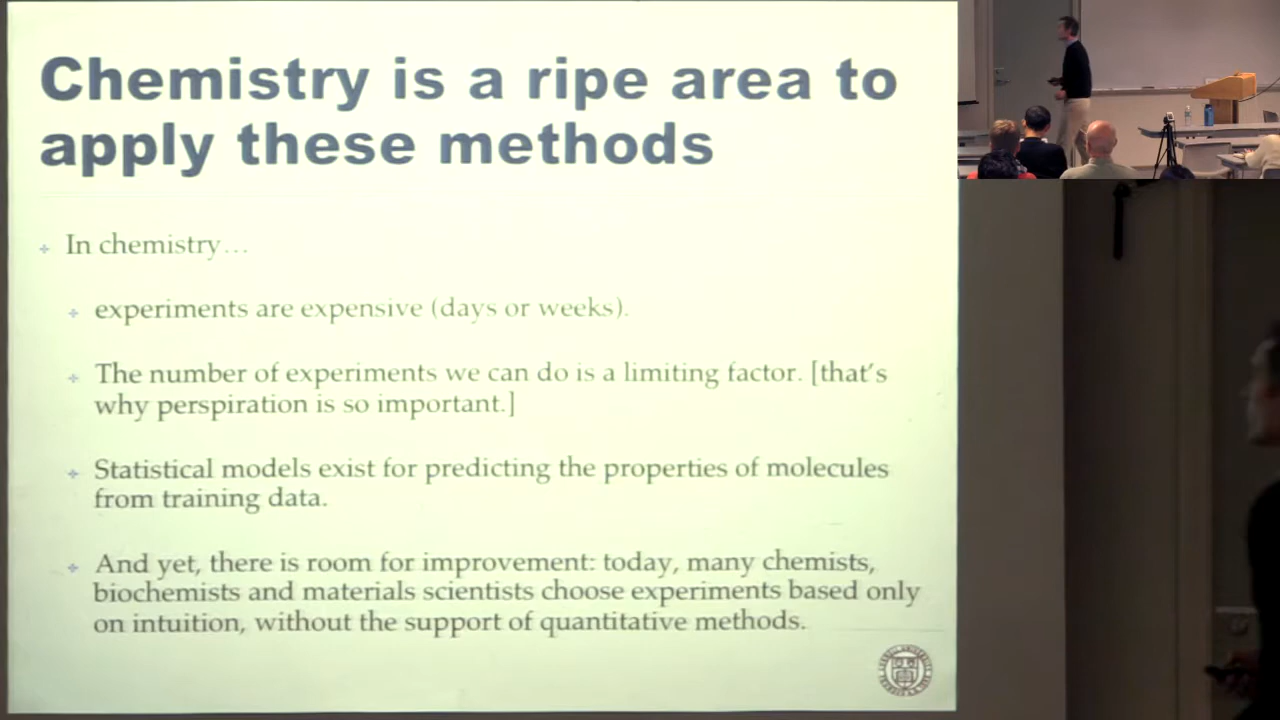 Chemistry is a ripe area to
apply these methods
In chemistry…
experiments are expensive (days or weeks).
The number of experiments we can do is a limiting factor. [that's
why perspiration is so important.]
Statistical models exist for predicting the properties of molecules
from training data.
And yet, there is room for improvement: today, many chemists,
biochemists and materials scientists choose experiments based only
on intuition, without the support of quantitative methods.